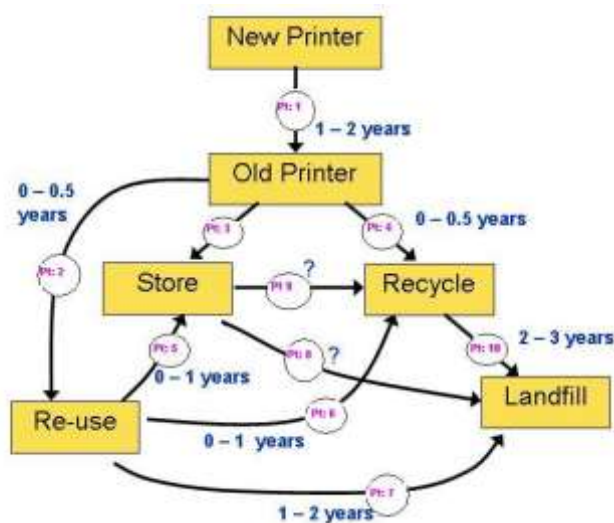 New Printer
Pt: 1
1 – 2 years
Old Printer
0 – 0.5
years
Pt: 3
Pt: 4
0 – 0.5 years
Pt: 2
Store
Pt 9
?
Recycle
Pt: 5
Pt: 8
?
Pt: 10
2 – 3 years
0 – 1 years
Landfill
Re-use
Pt: 6
0 – 1 years
Pt: 7
1 – 2 years